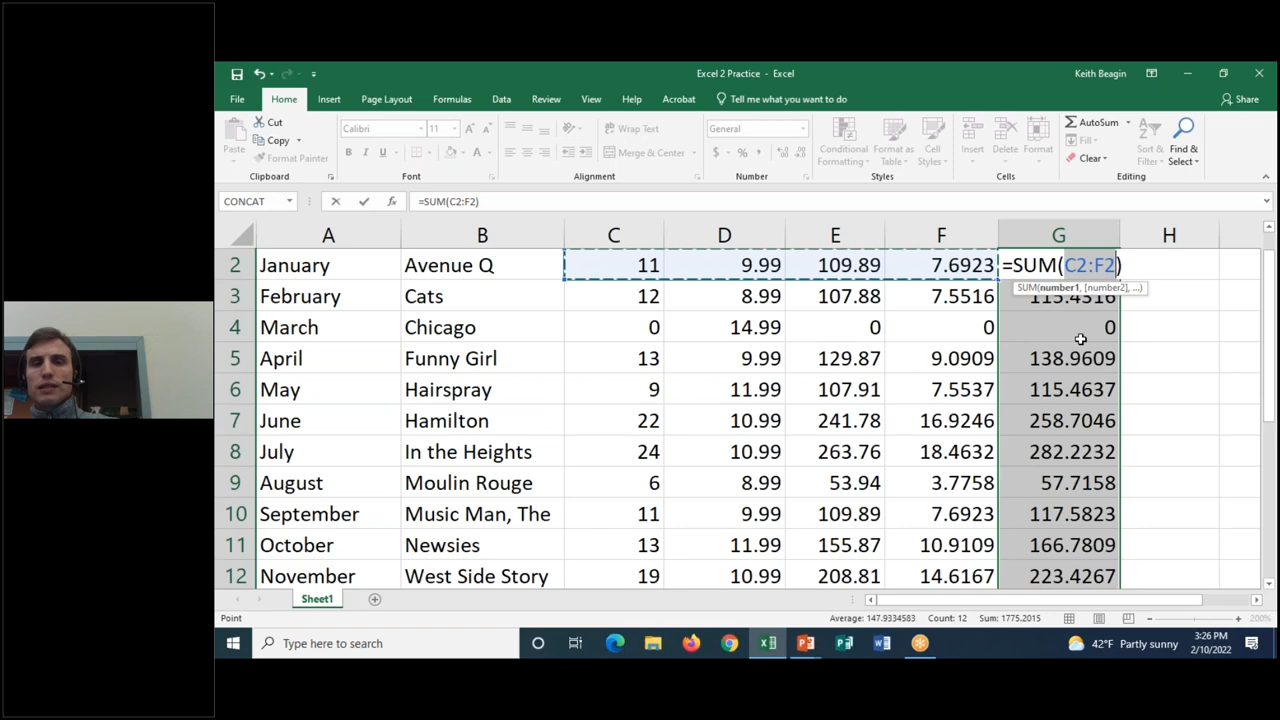 Excel 2 Practice - Excel
Keith Beagin
File Home Insert Page Layout Formulas Data Review View Help Acrobat Tell me what you want to do Share
Paste
Cut
Copy
Format Painter
Clipboard
Calibri 11
B I U A
Font
Wrap Text
Merge & Center
Alignment
General
$ % ,
Number
Conditional Formatting
Format as Table
Cell Styles
Styles
Insert Delete Format
Cells
AutoSum
Fill
Clear
Sort & Filter
Find & Select
Editing
CONCAT fx =SUM(C2:F2)
A B C D E F G H
2 January Avenue Q 11 9.99 109.89 7.6923 =SUM(C2:F2)
SUM(number1, [number2], ...)
3 February Cats 12 8.99 107.88 7.5516 115.4316
4 March Chicago 0 14.99 0 0 0
5 April Funny Girl 13 9.99 129.87 9.0909 138.9609
6 May Hairspray 9 11.99 107.91 7.5537 115.4637
7 June Hamilton 22 10.99 241.78 16.9246 258.7046
8 July In the Heights 24 10.99 263.76 18.4632 282.2232
9 August Moulin Rouge 6 8.99 53.94 3.7758 57.7158
10 September Music Man, The 11 9.99 109.89 7.6923 117.5823
11 October Newsies 13 11.99 155.87 10.9109 166.7809
12 November West Side Story 19 10.99 208.81 14.6167 223.4267
Sheet1
Point Average: 147.9334583 Count: 12 Sum: 1775.2015 200%
Type here to search 42°F Partly sunny 3:26 PM
2/10/2022